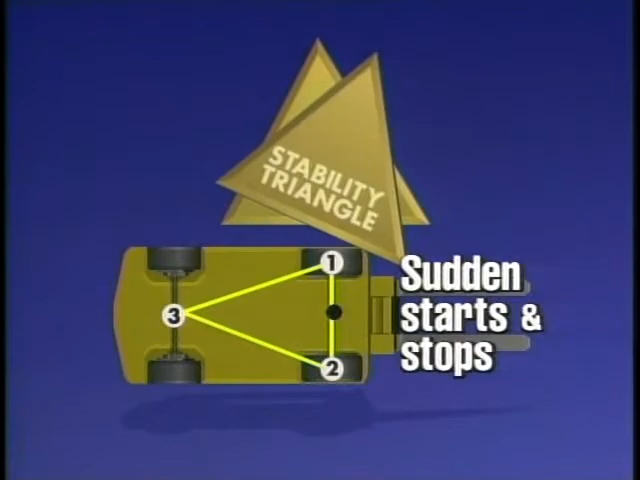 STABILITY
TRIANGLE
1
3
2
Sudden
starts &
stops